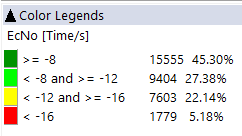 Color Legends
EcNo [Time/s]
>= -8 15555 45.30%
< -8 and >= -12 9404 27.38%
< -12 and >= -16 7603 22.14%
< -16 1779 5.18%